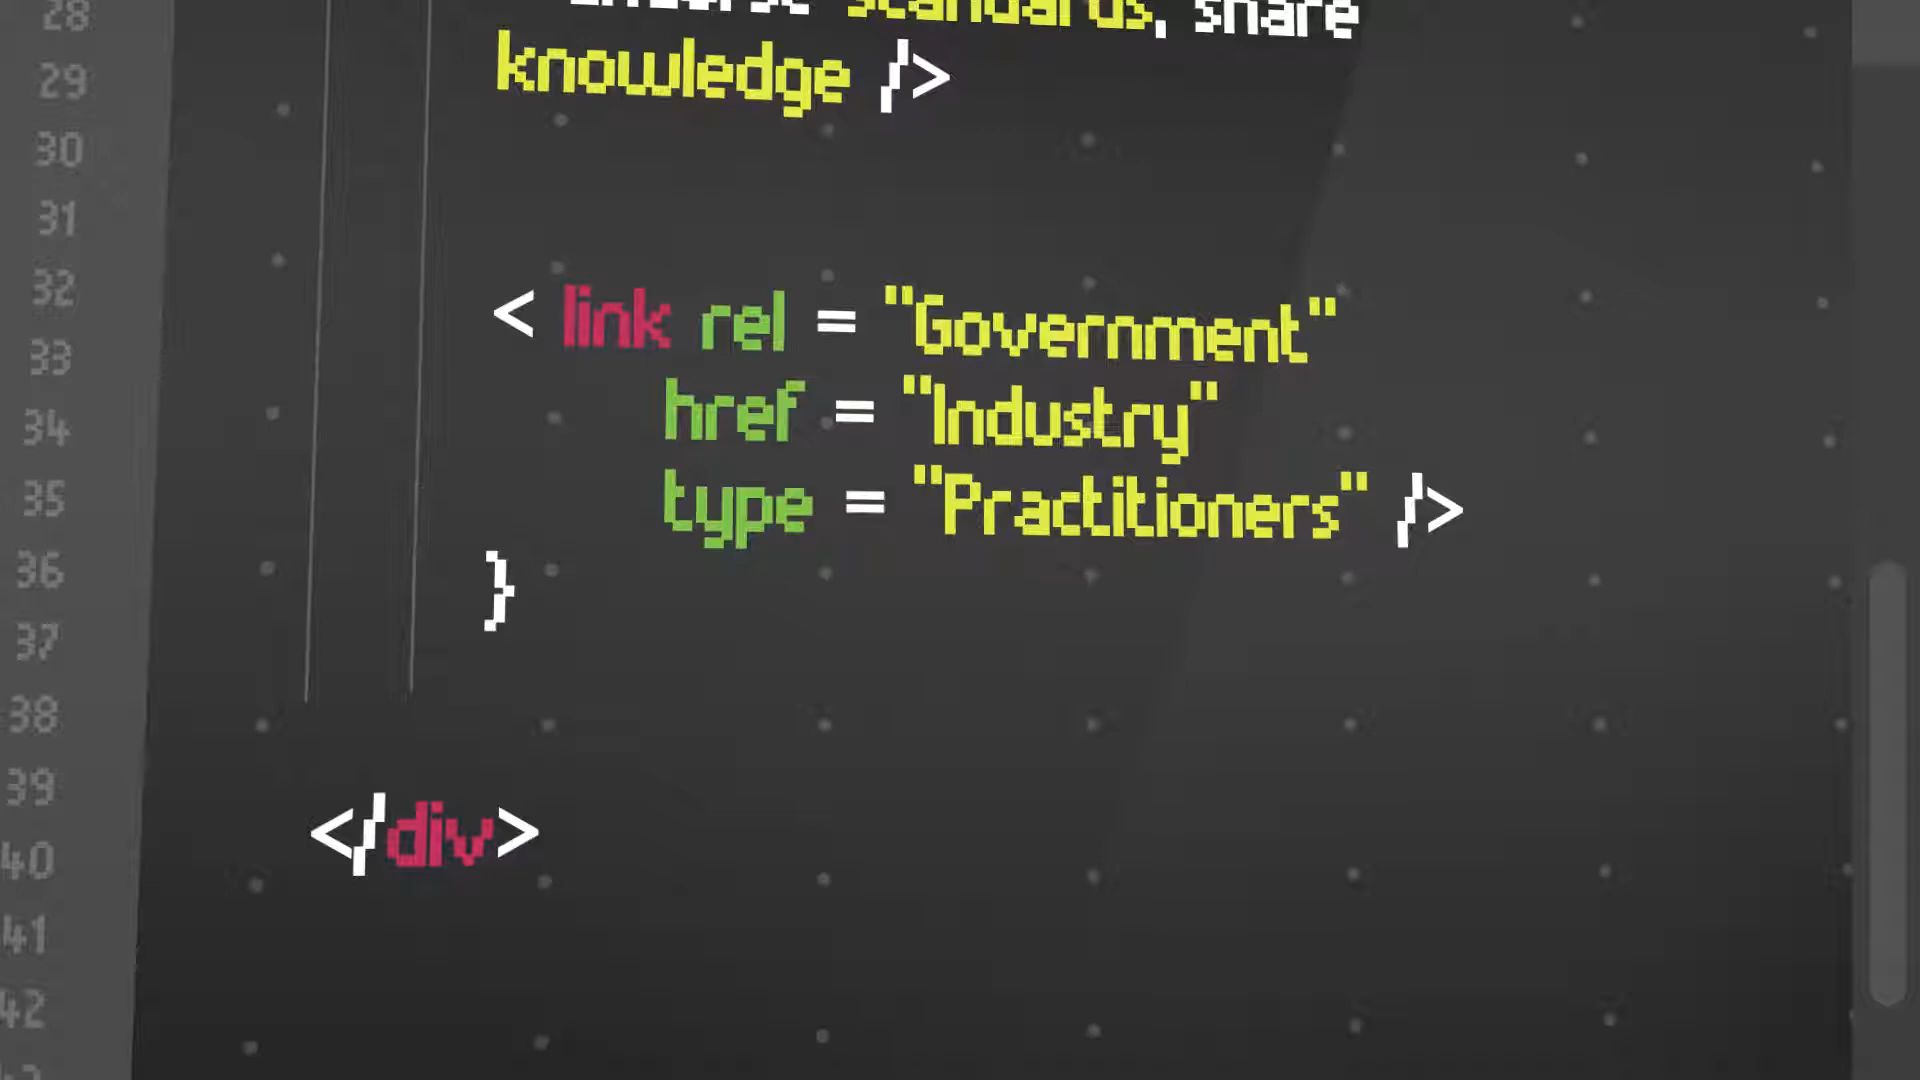 28
standards, share
29
knowledge />
30
31
32
< link rel = "Government"
33
34
href = "Industry"
35
type = "Practitioners" />
36
}
37
38
39
</div>
40
41
42